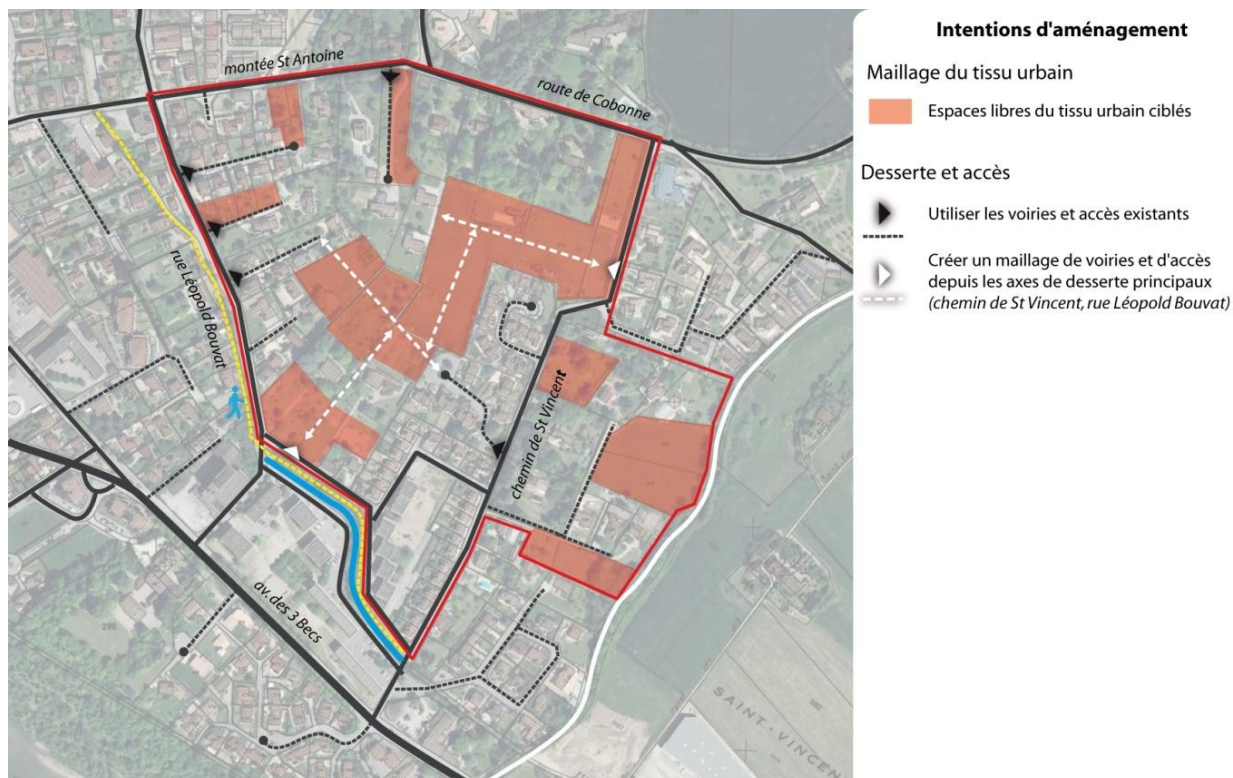 montée St Antoine
route de Cobonne
rue Léopold Bouvat
chemin de St Vincent
av. des 3 Becs
SAINT-VINCEN
Intentions d'aménagement
Maillage du tissu urbain
Espaces libres du tissu urbain ciblés
Desserte et accès
Utiliser les voiries et accès existants
Créer un maillage de voiries et d'accès
depuis les axes de desserte principaux
(chemin de St Vincent, rue Léopold Bouvat)